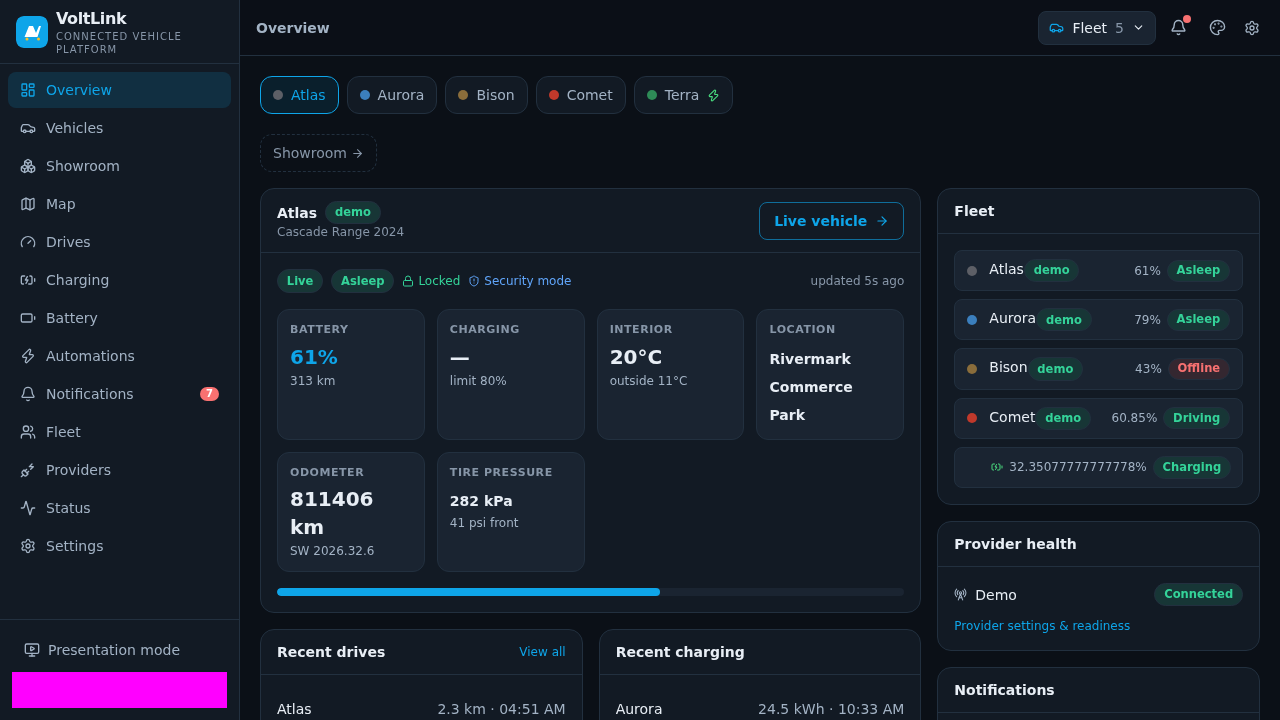 VoltLink
CONNECTED VEHICLE
PLATFORM
Overview
Vehicles
Showroom
Map
Drives
Charging
Battery
Automations
Notifications 7
Fleet
Providers
Status
Settings
Presentation mode
Overview
Fleet 5
Atlas
Aurora
Bison
Comet
Terra
Showroom
Atlas demo
Cascade Range 2024
Live vehicle
Live Asleep Locked Security mode updated 5s ago
BATTERY
61%
313 km
CHARGING
—
limit 80%
INTERIOR
20°C
outside 11°C
LOCATION
Rivermark
Commerce
Park
ODOMETER
811406
km
SW 2026.32.6
TIRE PRESSURE
282 kPa
41 psi front
Recent drives View all
Atlas 2.3 km · 04:51 AM
Recent charging
Aurora 24.5 kWh · 10:33 AM
Fleet
Atlas demo 61% Asleep
Aurora demo 79% Asleep
Bison demo 43% Offline
Comet demo 60.85% Driving
32.35077777777778% Charging
Provider health
Demo Connected
Provider settings & readiness
Notifications